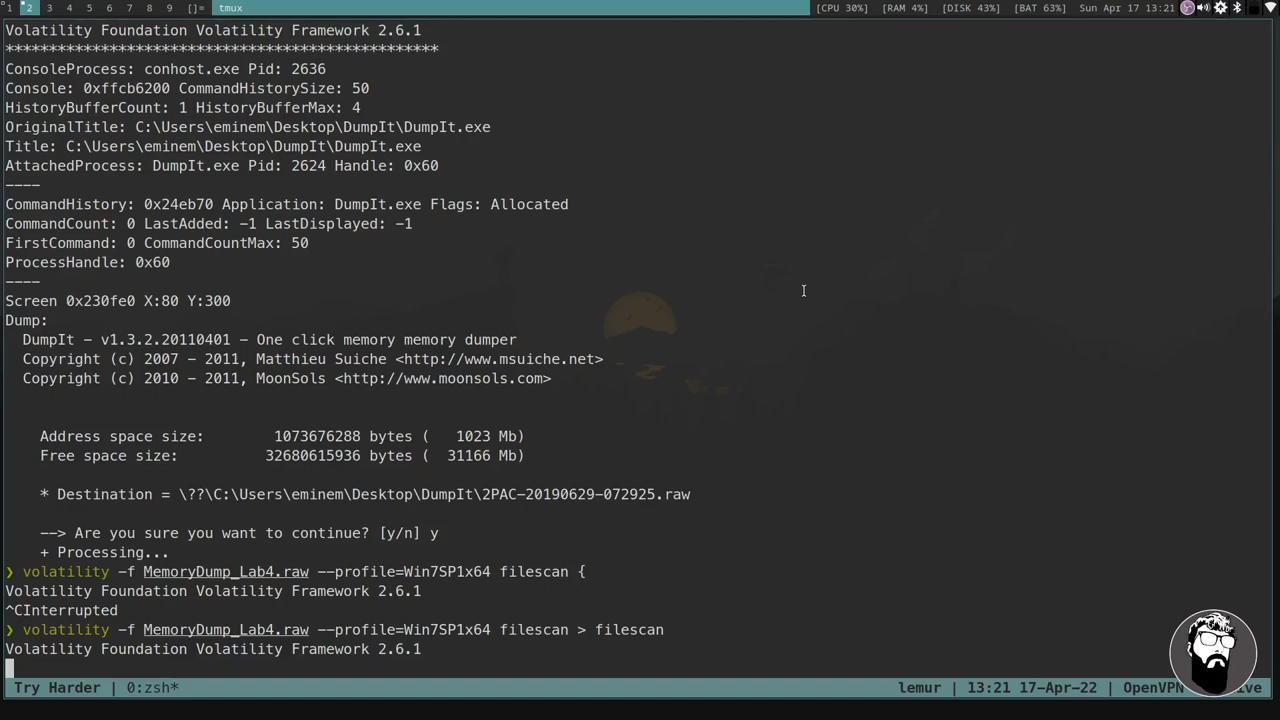 1 2 3 4 5 6 7 8 9 []= tmux [CPU 30%] [RAM 4%] [DISK 43%] [BAT 63%] Sun Apr 17 13:21
Volatility Foundation Volatility Framework 2.6.1
**************************************************
ConsoleProcess: conhost.exe Pid: 2636
Console: 0xffcb6200 CommandHistorySize: 50
HistoryBufferCount: 1 HistoryBufferMax: 4
OriginalTitle: C:\Users\eminem\Desktop\DumpIt\DumpIt.exe
Title: C:\Users\eminem\Desktop\DumpIt\DumpIt.exe
AttachedProcess: DumpIt.exe Pid: 2624 Handle: 0x60
----
CommandHistory: 0x24eb70 Application: DumpIt.exe Flags: Allocated
CommandCount: 0 LastAdded: -1 LastDisplayed: -1
FirstCommand: 0 CommandCountMax: 50
ProcessHandle: 0x60
----
Screen 0x230fe0 X:80 Y:300
Dump:
DumpIt - v1.3.2.20110401 - One click memory memory dumper
Copyright (c) 2007 - 2011, Matthieu Suiche <http://www.msuiche.net>
Copyright (c) 2010 - 2011, MoonSols <http://www.moonsols.com>
Address space size: 1073676288 bytes ( 1023 Mb)
Free space size: 32680615936 bytes ( 31166 Mb)
* Destination = \??\C:\Users\eminem\Desktop\DumpIt\2PAC-20190629-072925.raw
--> Are you sure you want to continue? [y/n] y
+ Processing...
❯ volatility -f MemoryDump_Lab4.raw --profile=Win7SP1x64 filescan {
Volatility Foundation Volatility Framework 2.6.1
^CInterrupted
❯ volatility -f MemoryDump_Lab4.raw --profile=Win7SP1x64 filescan > filescan
Volatility Foundation Volatility Framework 2.6.1
Try Harder | 0:zsh* lemur | 13:21 17-Apr-22 | OpenVPN